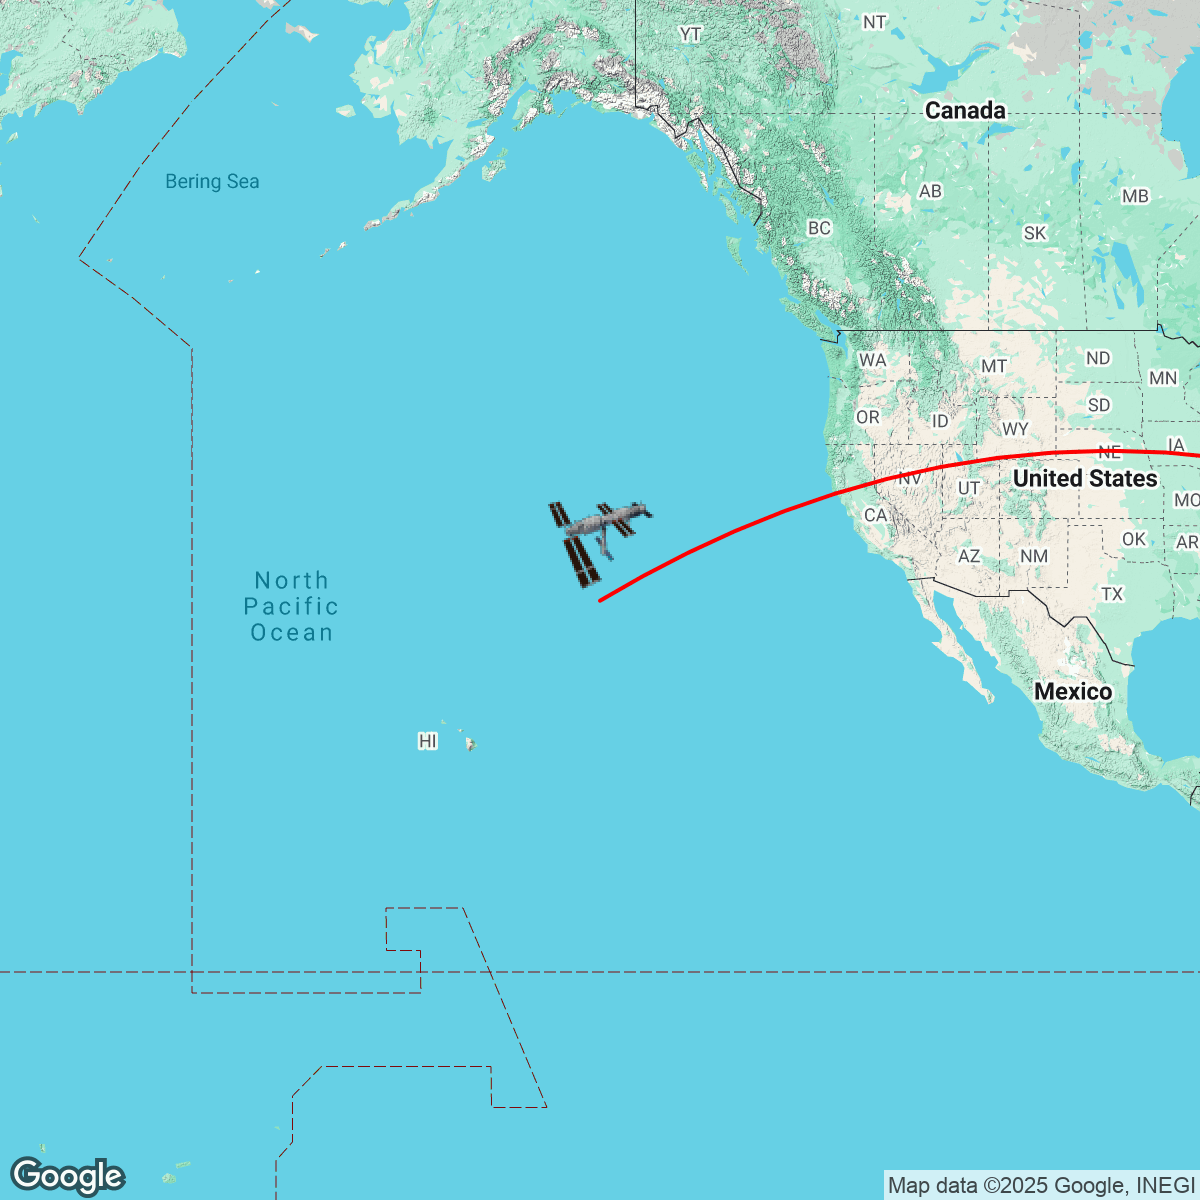 NT
YT
Canada
Bering Sea
AB
MB
BC
SK
WA
MT
ND
MN
OR
ID
WY
SD
NE
IA
NV
UT
United States
CA
MO
AZ
NM
OK
AR
TX
North
Pacific
Ocean
Mexico
HI
Google
Map data ©2025 Google, INEGI